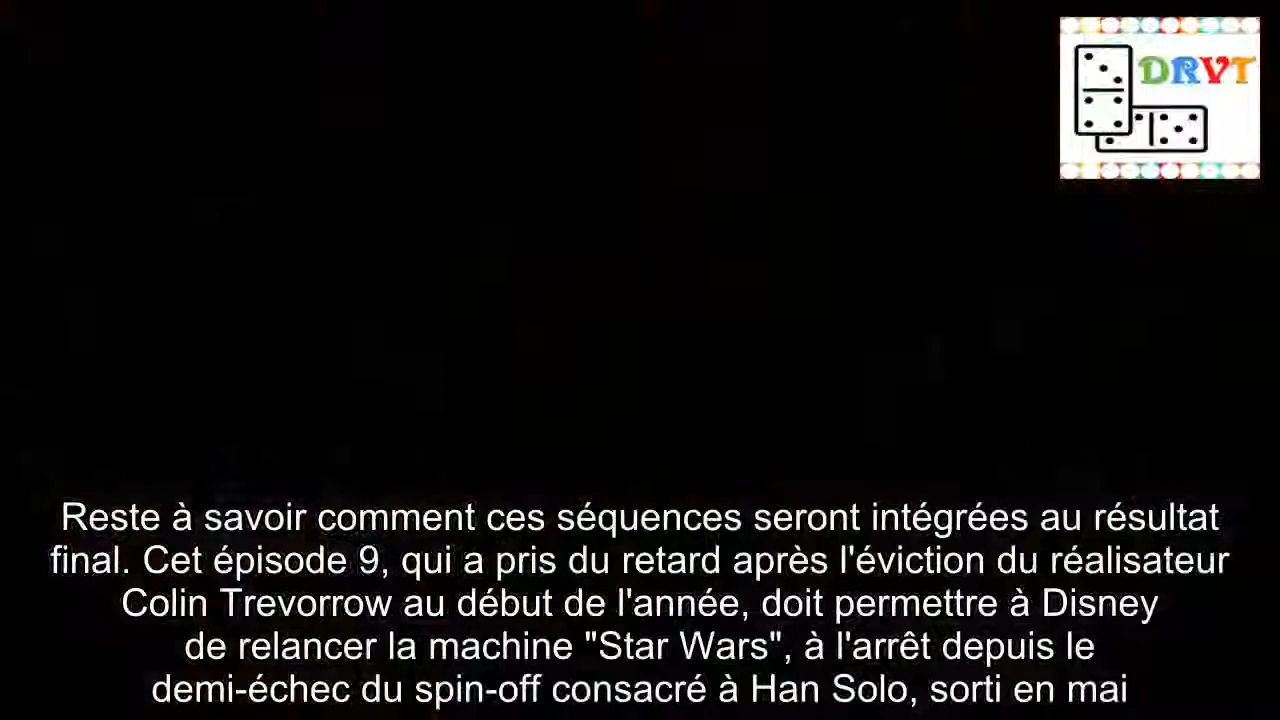 DRVT
Reste à savoir comment ces séquences seront intégrées au résultat
final. Cet épisode 9, qui a pris du retard après l'éviction du réalisateur
Colin Trevorrow au début de l'année, doit permettre à Disney
de relancer la machine "Star Wars", à l'arrêt depuis le
demi-échec du spin-off consacré à Han Solo, sorti en mai